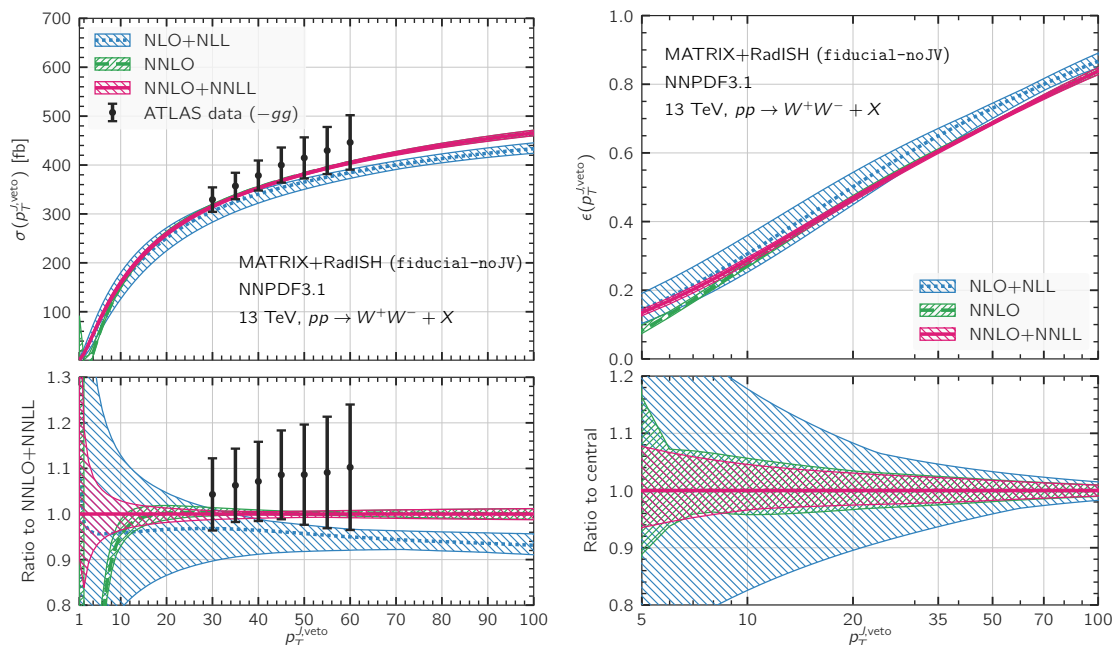 700
600
500
400
300
200
100
σ(p_T^{J,veto}) [fb]
NLO+NLL
NNLO
NNLO+NNLL
ATLAS data (−gg)
MATRIX+RadISH (fiducial-noJV)
NNPDF3.1
13 TeV, pp → W⁺W⁻ + X
1.3
1.2
1.1
1.0
0.9
0.8
Ratio to NNLO+NNLL
1 10 20 30 40 50 60 70 80 90 100
p_T^{J,veto}
1.0
0.8
0.6
0.4
0.2
0.0
ϵ(p_T^{J,veto})
MATRIX+RadISH (fiducial-noJV)
NNPDF3.1
13 TeV, pp → W⁺W⁻ + X
NLO+NLL
NNLO
NNLO+NNLL
1.2
1.1
1.0
0.9
0.8
Ratio to central
5 10 20 35 50 70 100
p_T^{J,veto}